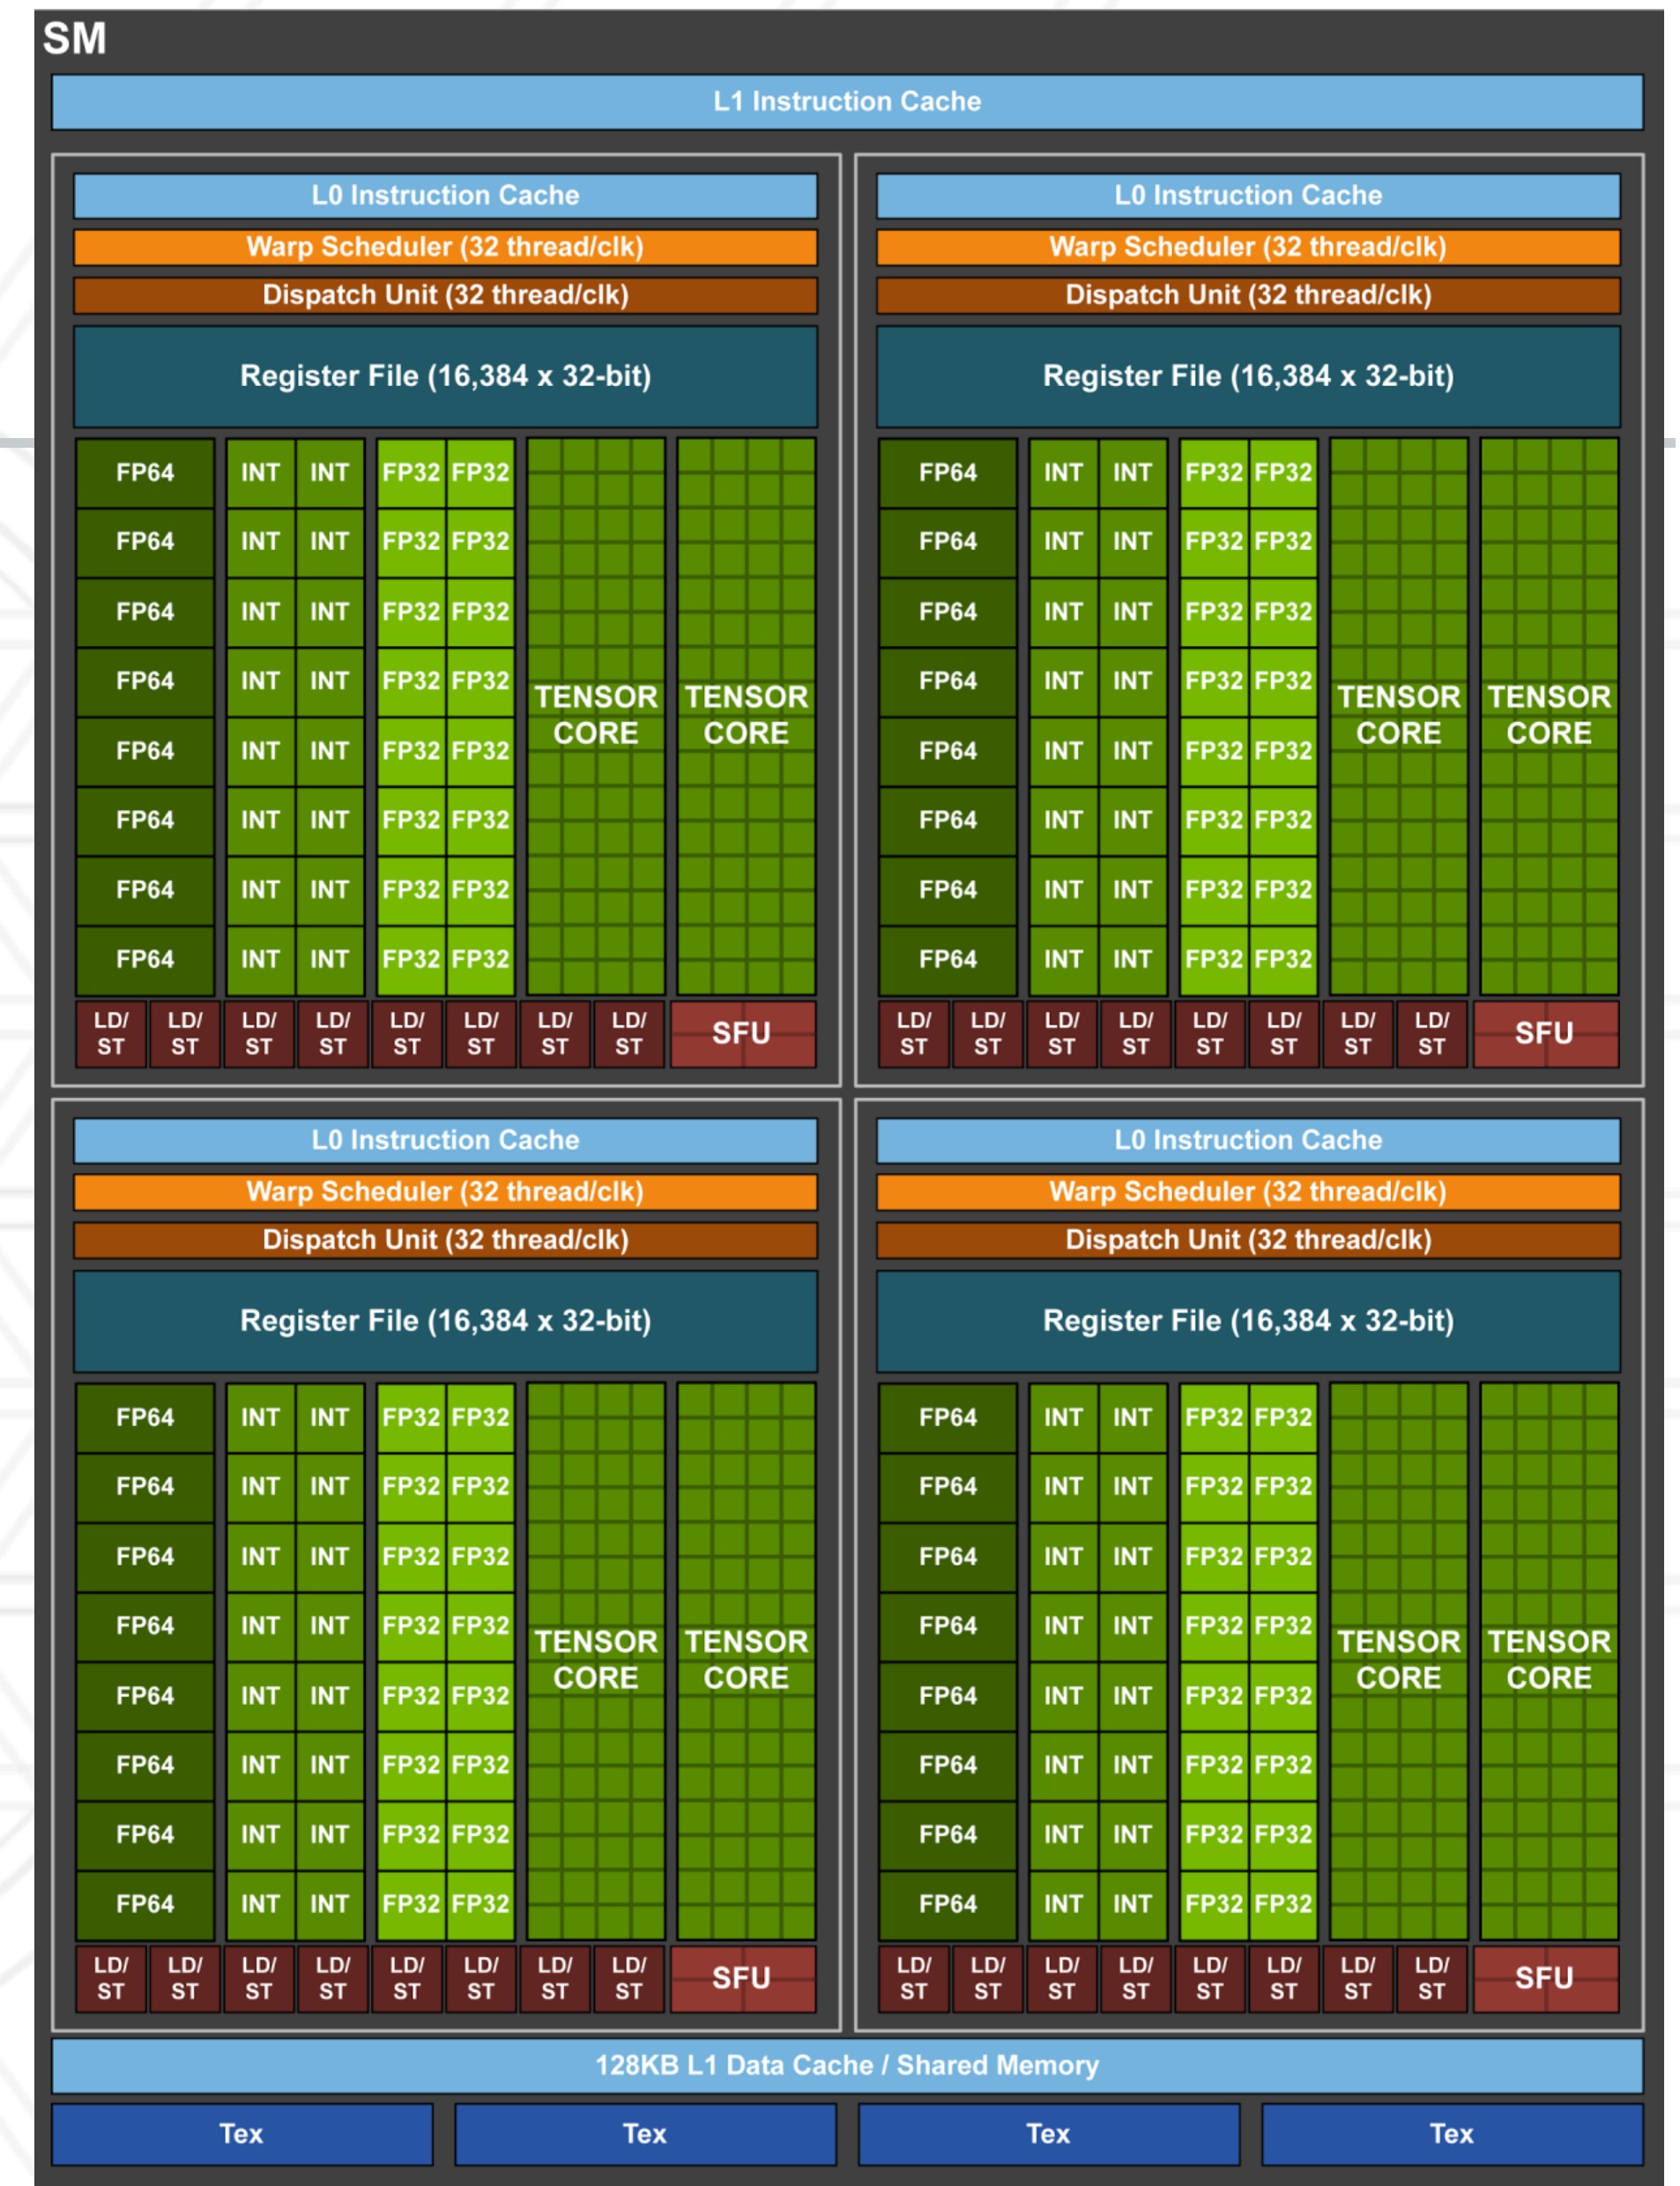 SM
L1 Instruction Cache
L0 Instruction Cache
Warp Scheduler (32 thread/clk)
Dispatch Unit (32 thread/clk)
Register File (16,384 x 32-bit)
FP64 INT INT FP32 FP32
FP64 INT INT FP32 FP32
FP64 INT INT FP32 FP32
FP64 INT INT FP32 FP32
TENSOR CORE TENSOR CORE
FP64 INT INT FP32 FP32
FP64 INT INT FP32 FP32
FP64 INT INT FP32 FP32
FP64 INT INT FP32 FP32
LD/ST LD/ST LD/ST LD/ST LD/ST LD/ST LD/ST LD/ST SFU
L0 Instruction Cache
Warp Scheduler (32 thread/clk)
Dispatch Unit (32 thread/clk)
Register File (16,384 x 32-bit)
FP64 INT INT FP32 FP32
FP64 INT INT FP32 FP32
FP64 INT INT FP32 FP32
FP64 INT INT FP32 FP32
TENSOR CORE TENSOR CORE
FP64 INT INT FP32 FP32
FP64 INT INT FP32 FP32
FP64 INT INT FP32 FP32
FP64 INT INT FP32 FP32
LD/ST LD/ST LD/ST LD/ST LD/ST LD/ST LD/ST LD/ST SFU
L0 Instruction Cache
Warp Scheduler (32 thread/clk)
Dispatch Unit (32 thread/clk)
Register File (16,384 x 32-bit)
FP64 INT INT FP32 FP32
FP64 INT INT FP32 FP32
FP64 INT INT FP32 FP32
FP64 INT INT FP32 FP32
TENSOR CORE TENSOR CORE
FP64 INT INT FP32 FP32
FP64 INT INT FP32 FP32
FP64 INT INT FP32 FP32
FP64 INT INT FP32 FP32
LD/ST LD/ST LD/ST LD/ST LD/ST LD/ST LD/ST LD/ST SFU
L0 Instruction Cache
Warp Scheduler (32 thread/clk)
Dispatch Unit (32 thread/clk)
Register File (16,384 x 32-bit)
FP64 INT INT FP32 FP32
FP64 INT INT FP32 FP32
FP64 INT INT FP32 FP32
FP64 INT INT FP32 FP32
TENSOR CORE TENSOR CORE
FP64 INT INT FP32 FP32
FP64 INT INT FP32 FP32
FP64 INT INT FP32 FP32
FP64 INT INT FP32 FP32
LD/ST LD/ST LD/ST LD/ST LD/ST LD/ST LD/ST LD/ST SFU
128KB L1 Data Cache / Shared Memory
Tex Tex Tex Tex